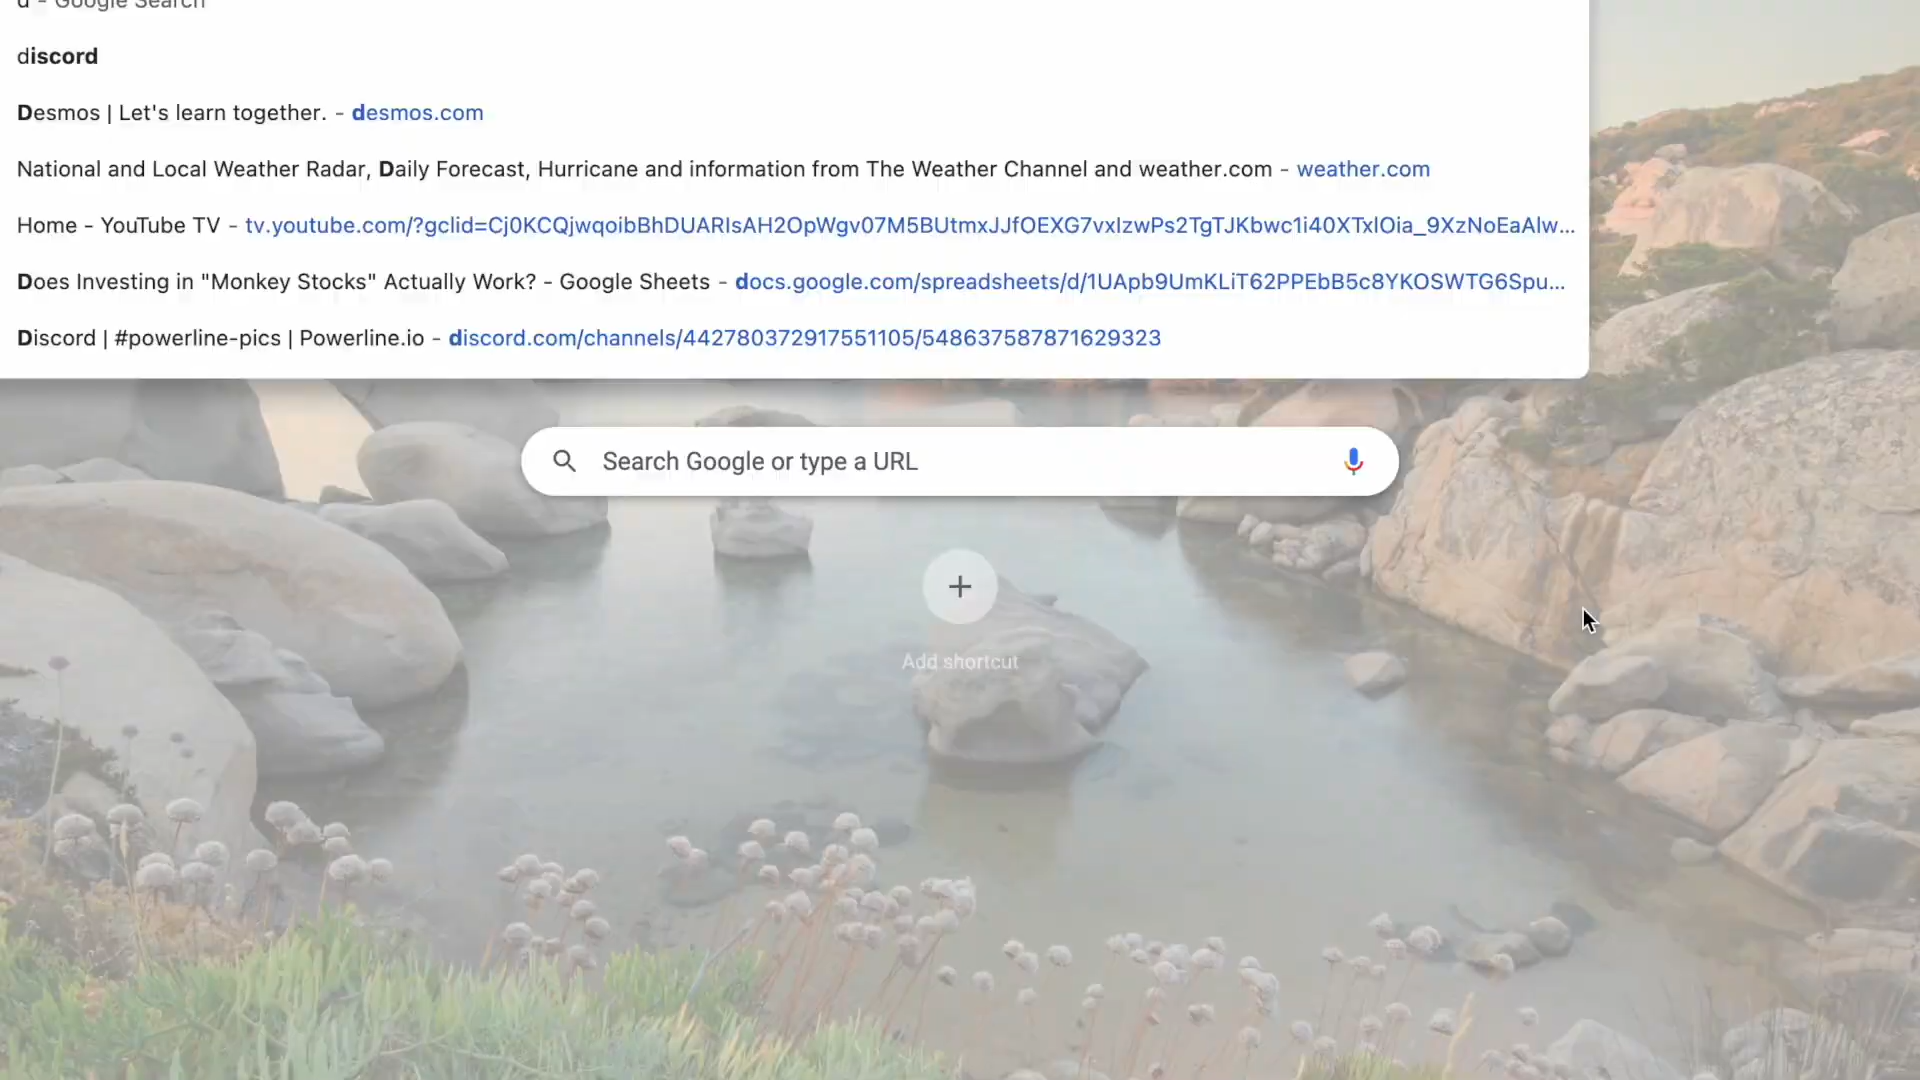 d - Google Search
discord
Desmos | Let's learn together. - desmos.com
National and Local Weather Radar, Daily Forecast, Hurricane and information from The Weather Channel and weather.com - weather.com
Home - YouTube TV - tv.youtube.com/?gclid=Cj0KCQjwqoibBhDUARIsAH2OpWgv07M5BUtmxJJfOEXG7vxIzwPs2TgTJKbwc1i40XTxlOia_9XzNoEaAlw...
Does Investing in "Monkey Stocks" Actually Work? - Google Sheets - docs.google.com/spreadsheets/d/1UApb9UmKLiT62PPEbB5c8YKOSWTG6Spu...
Discord | #powerline-pics | Powerline.io - discord.com/channels/442780372917551105/548637587871629323
Search Google or type a URL
Add shortcut